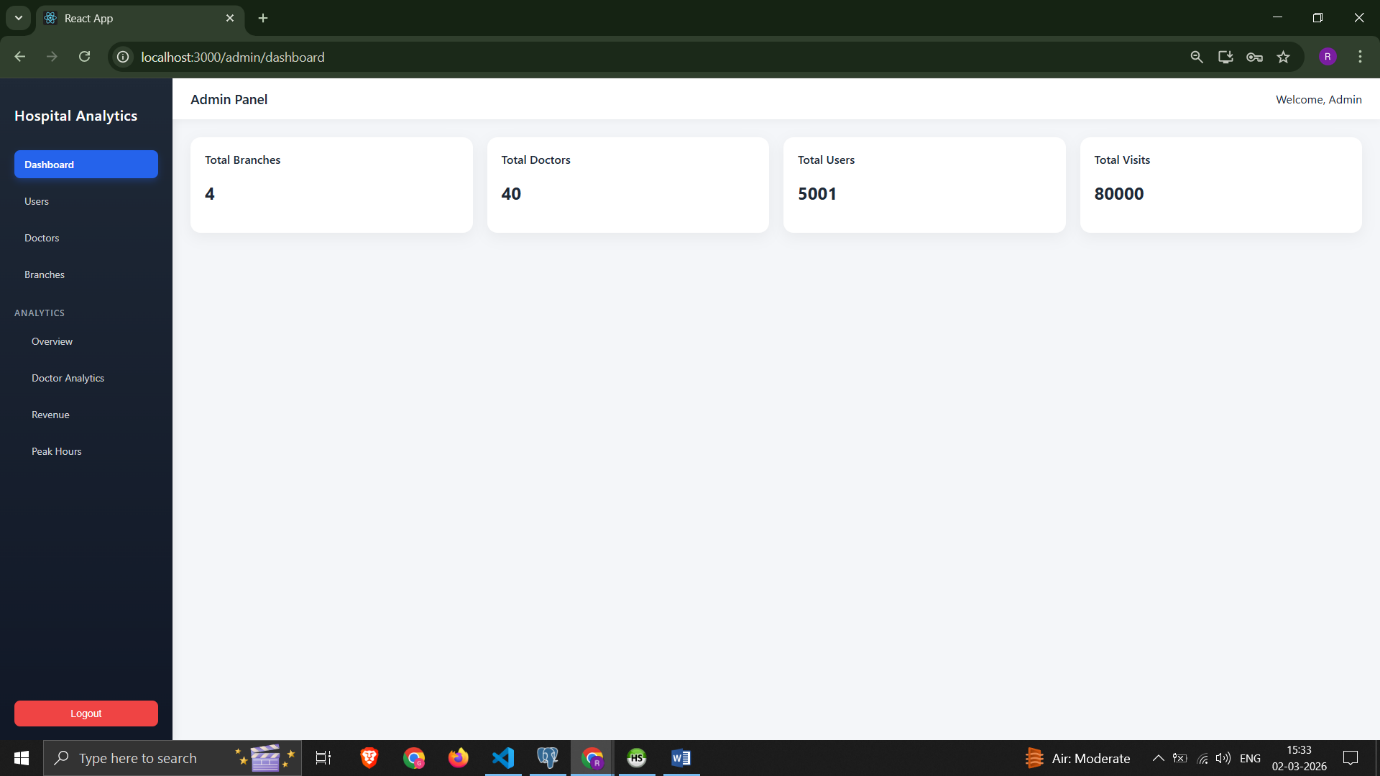 React App
localhost:3000/admin/dashboard
R
Hospital Analytics
Dashboard
Users
Doctors
Branches
ANALYTICS
Overview
Doctor Analytics
Revenue
Peak Hours
Logout
Admin Panel
Welcome, Admin
Total Branches
4
Total Doctors
40
Total Users
5001
Total Visits
80000
Type here to search
R
HS
W
Air: Moderate
ENG
15:33
02-03-2026